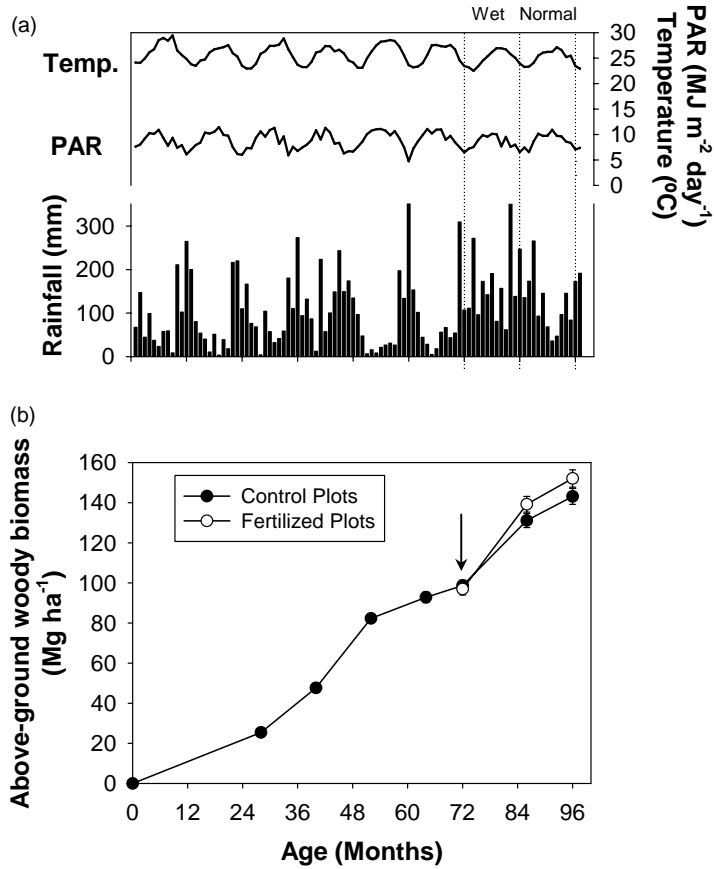 (a)
Wet Normal
Temp.
PAR
30
25
20
15
10
5
0
PAR (MJ m⁻² day⁻¹)
Temperature (ºC)
300
200
100
0
Rainfall (mm)
(b)
160
140
120
100
80
60
40
20
0
Above-ground woody biomass
(Mg ha⁻¹)
Control Plots
Fertilized Plots
0 12 24 36 48 60 72 84 96
Age (Months)